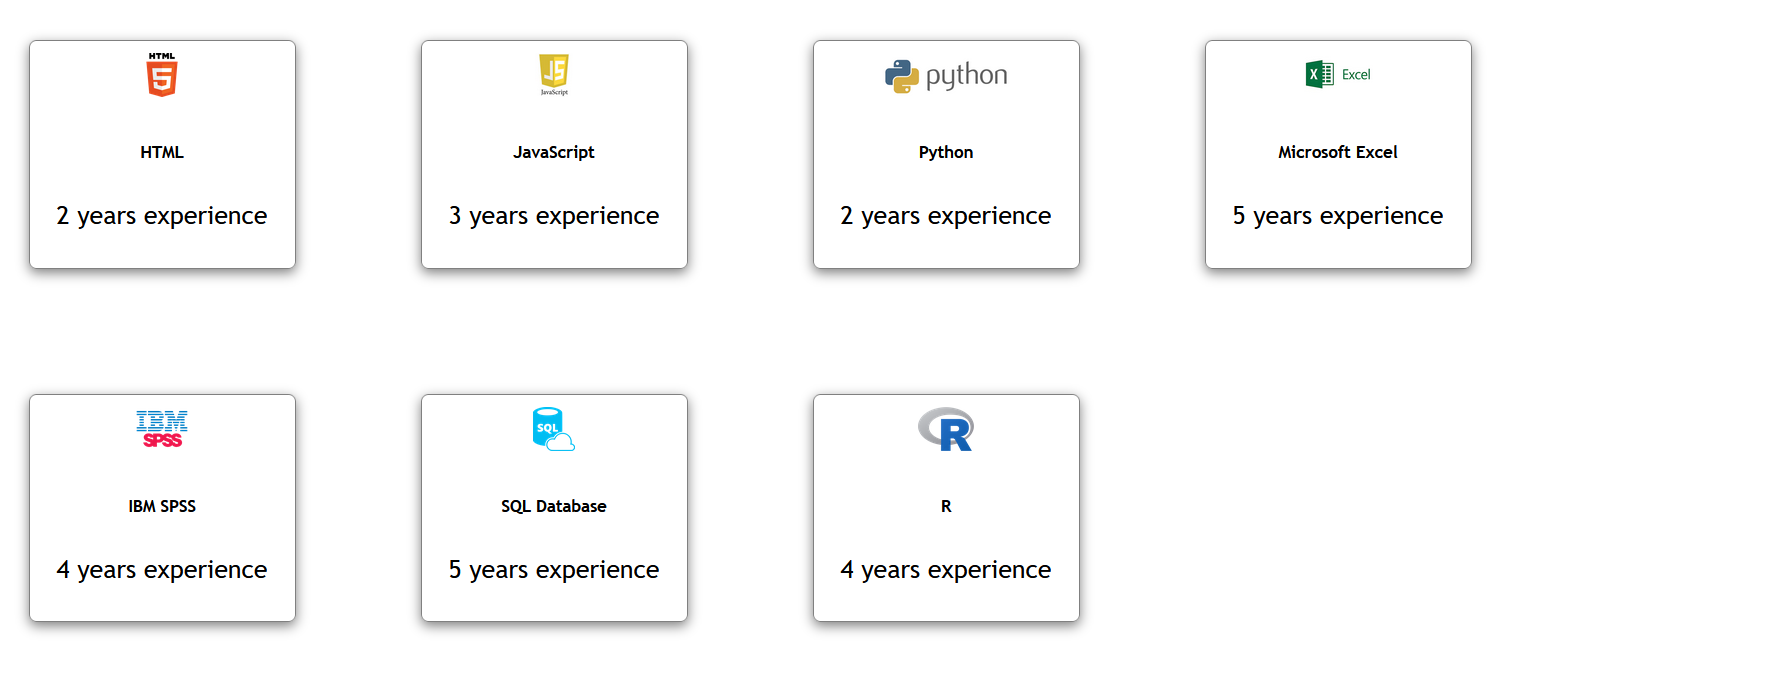 HTML
5
HTML
2 years experience
JS
JavaScript
JavaScript
3 years experience
python
Python
2 years experience
X Excel
Microsoft Excel
5 years experience
IBM
SPSS
IBM SPSS
4 years experience
SQL
SQL Database
5 years experience
R
R
4 years experience